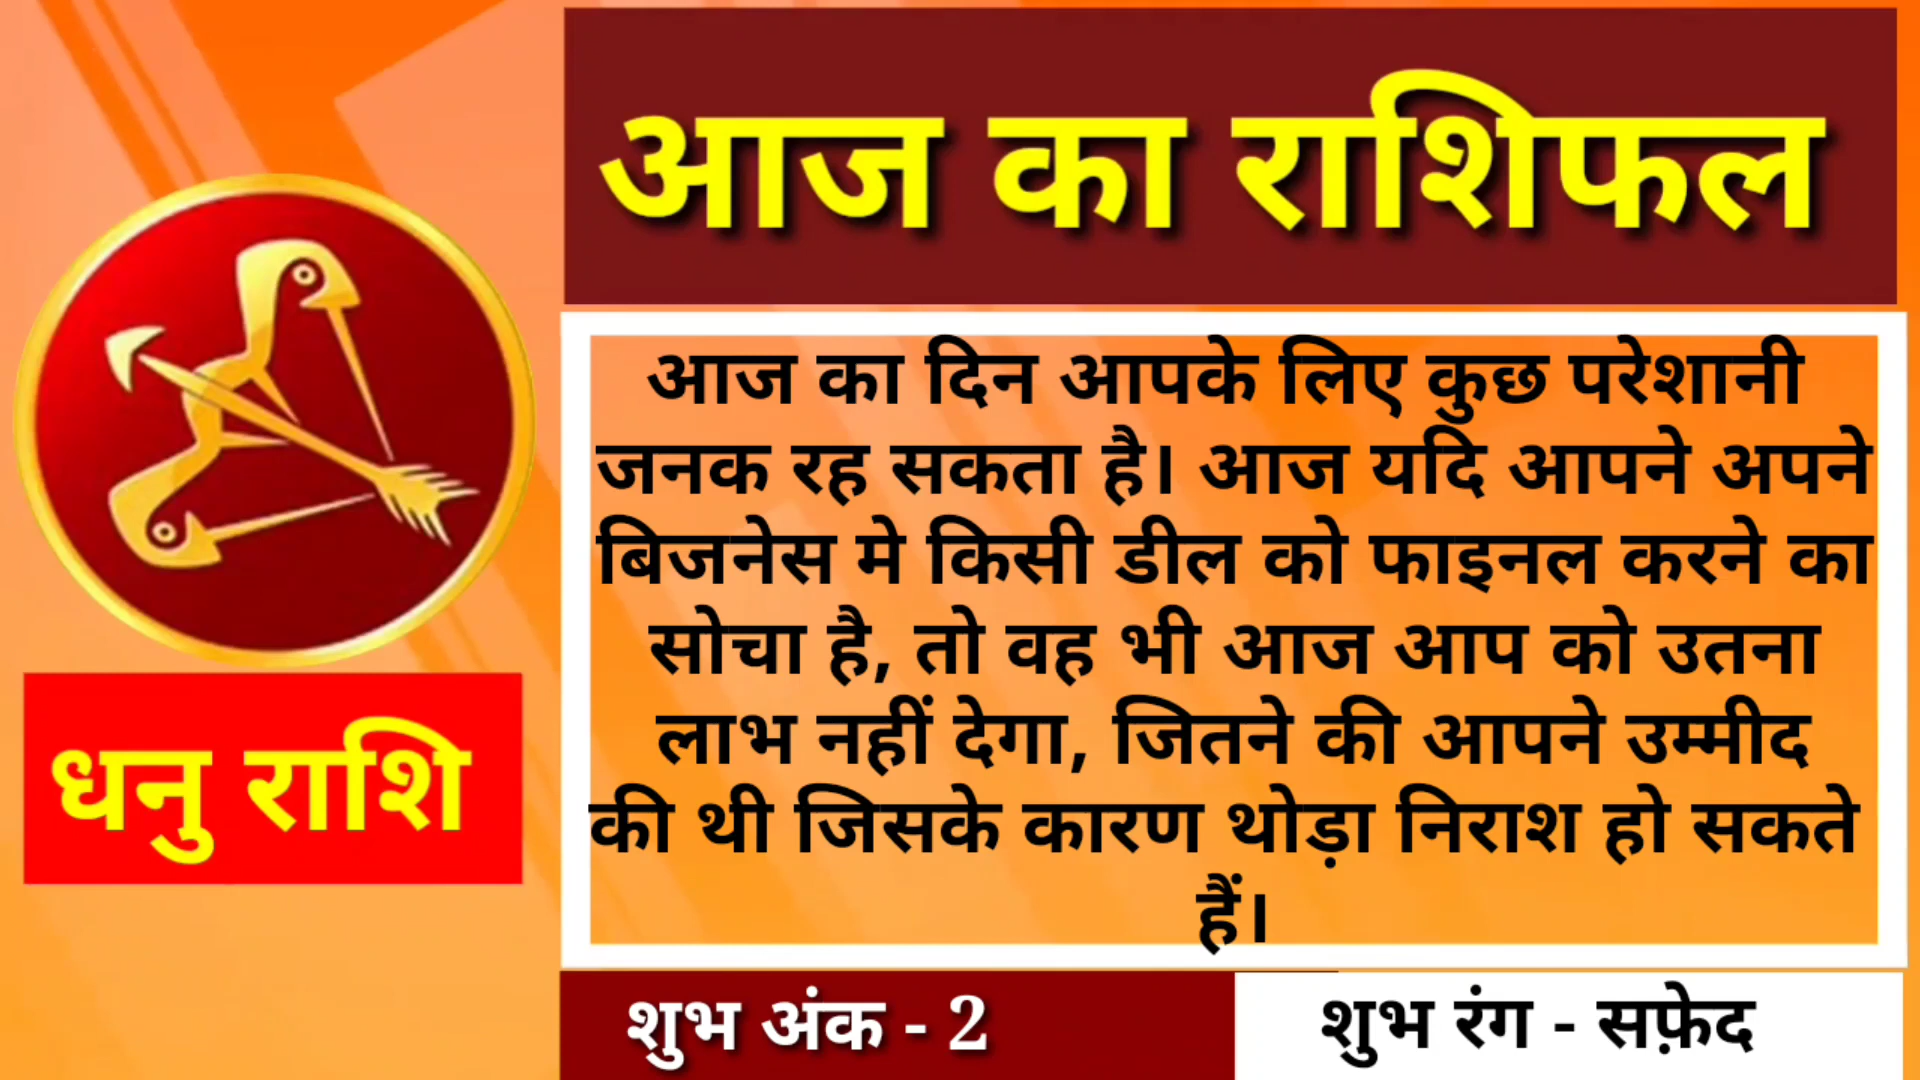 आज का राशिफल
आज का दिन आपके लिए कुछ परेशानी
जनक रह सकता है। आज यदि आपने अपने
बिजनेस मे किसी डील को फाइनल करने का
सोचा है, तो वह भी आज आप को उतना
लाभ नहीं देगा, जितने की आपने उम्मीद
की थी जिसके कारण थोड़ा निराश हो सकते
हैं।
धनु राशि
शुभ अंक - 2
शुभ रंग - सफ़ेद